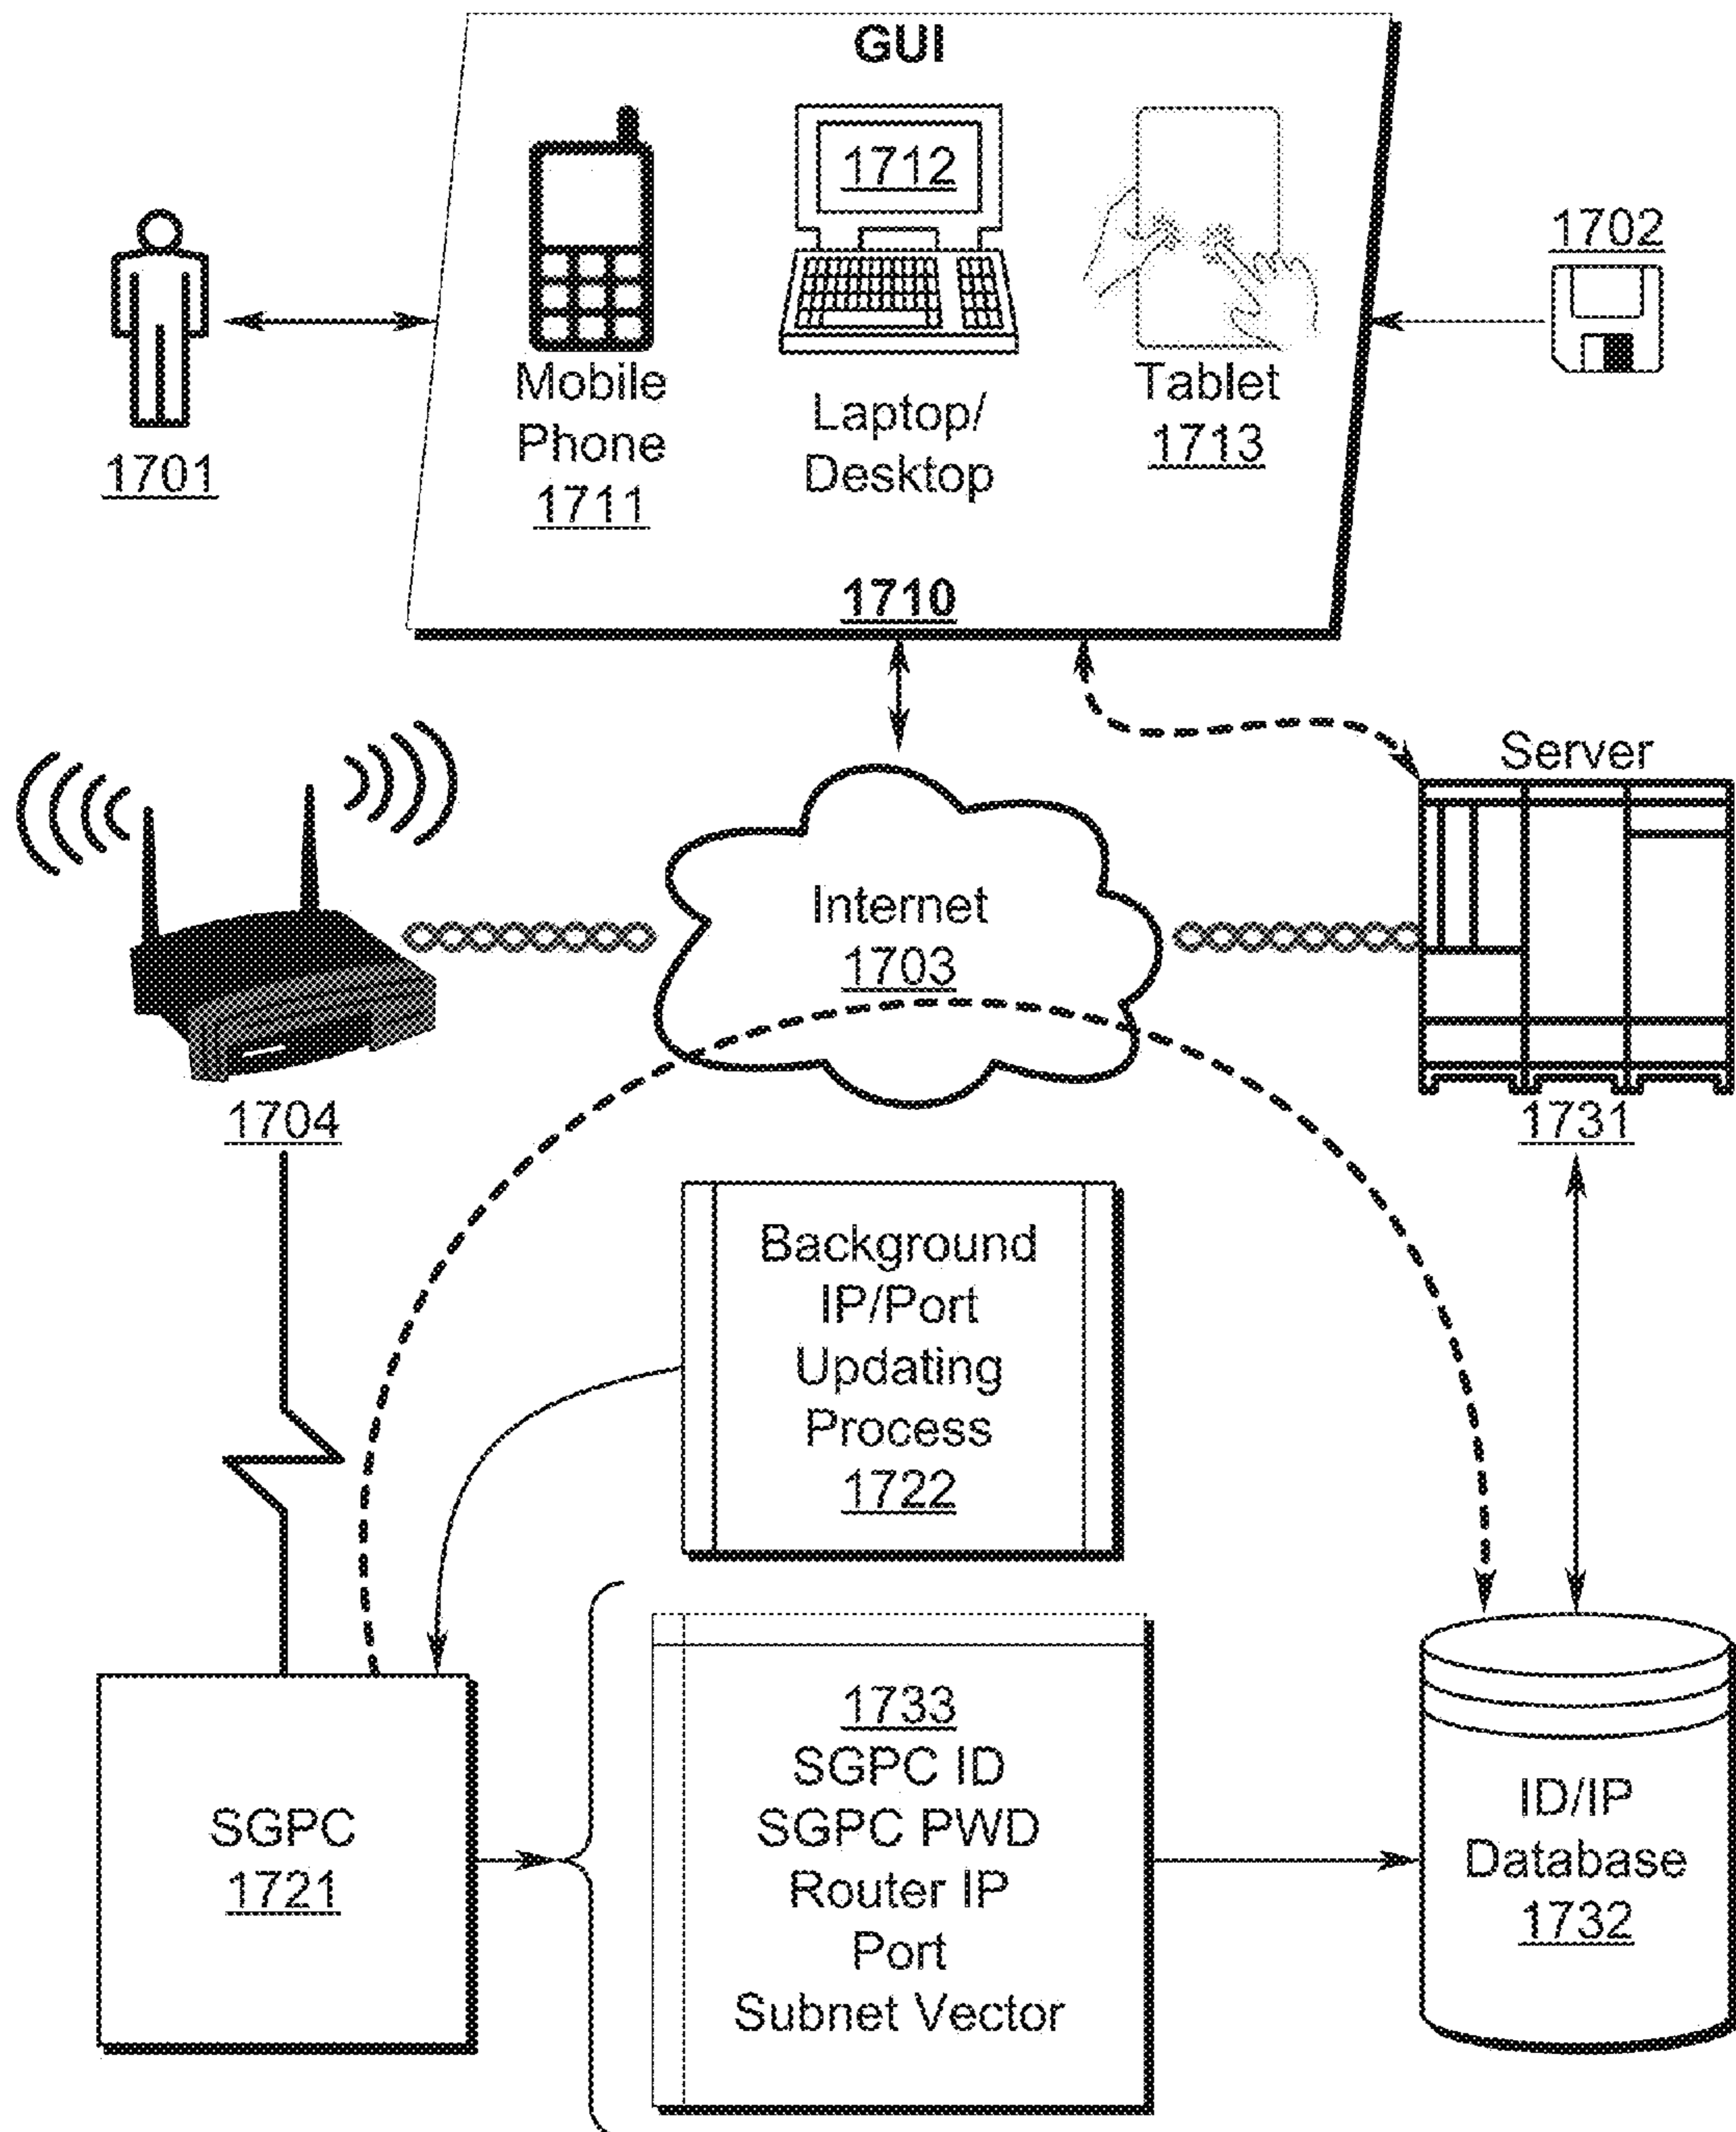 GUI
1712
1702
Mobile
Phone
1711
Laptop/
Desktop
Tablet
1713
1701
1710
Server
Internet
1703
1704
1731
Background
IP/Port
Updating
Process
1722
SGPC
1721
1733
SGPC ID
SGPC PWD
Router IP
Port
Subnet Vector
ID/IP
Database
1732